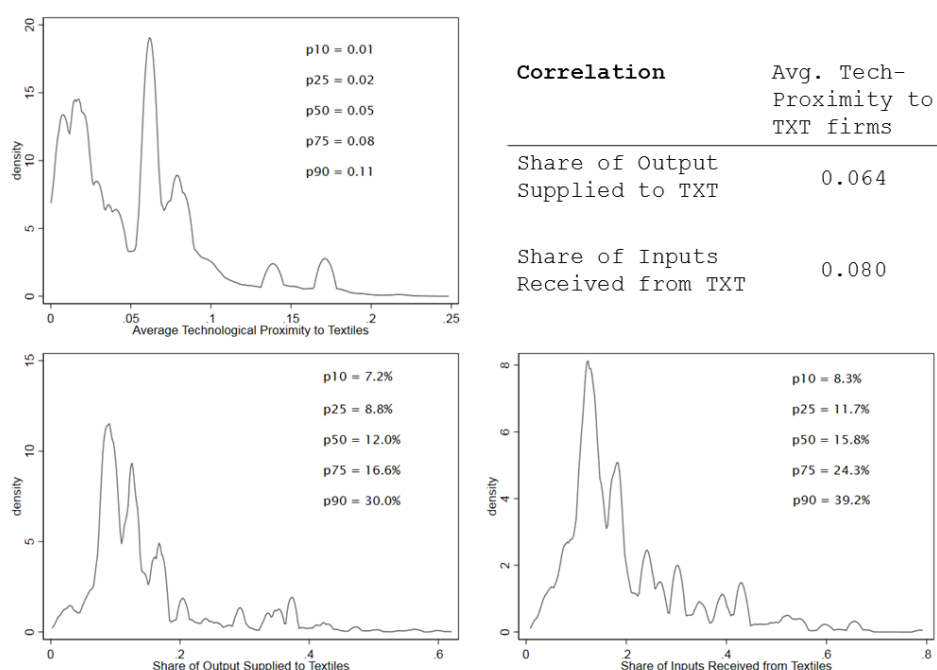 20
15
10
5
0
density
p10 = 0.01
p25 = 0.02
p50 = 0.05
p75 = 0.08
p90 = 0.11
0 .05 .1 .15 .2 .25
Average Technological Proximity to Textiles
Correlation Avg. Tech-
Proximity to
TXT firms
Share of Output
Supplied to TXT
0.064
Share of Inputs
Received from TXT
0.080
15
10
5
0
density
p10 = 7.2%
p25 = 8.8%
p50 = 12.0%
p75 = 16.6%
p90 = 30.0%
0 .2 .4 .6
Share of Output Supplied to Textiles
8
6
4
2
0
density
p10 = 8.3%
p25 = 11.7%
p50 = 15.8%
p75 = 24.3%
p90 = 39.2%
0 .2 .4 .6 .8
Share of Inputs Received from Textiles